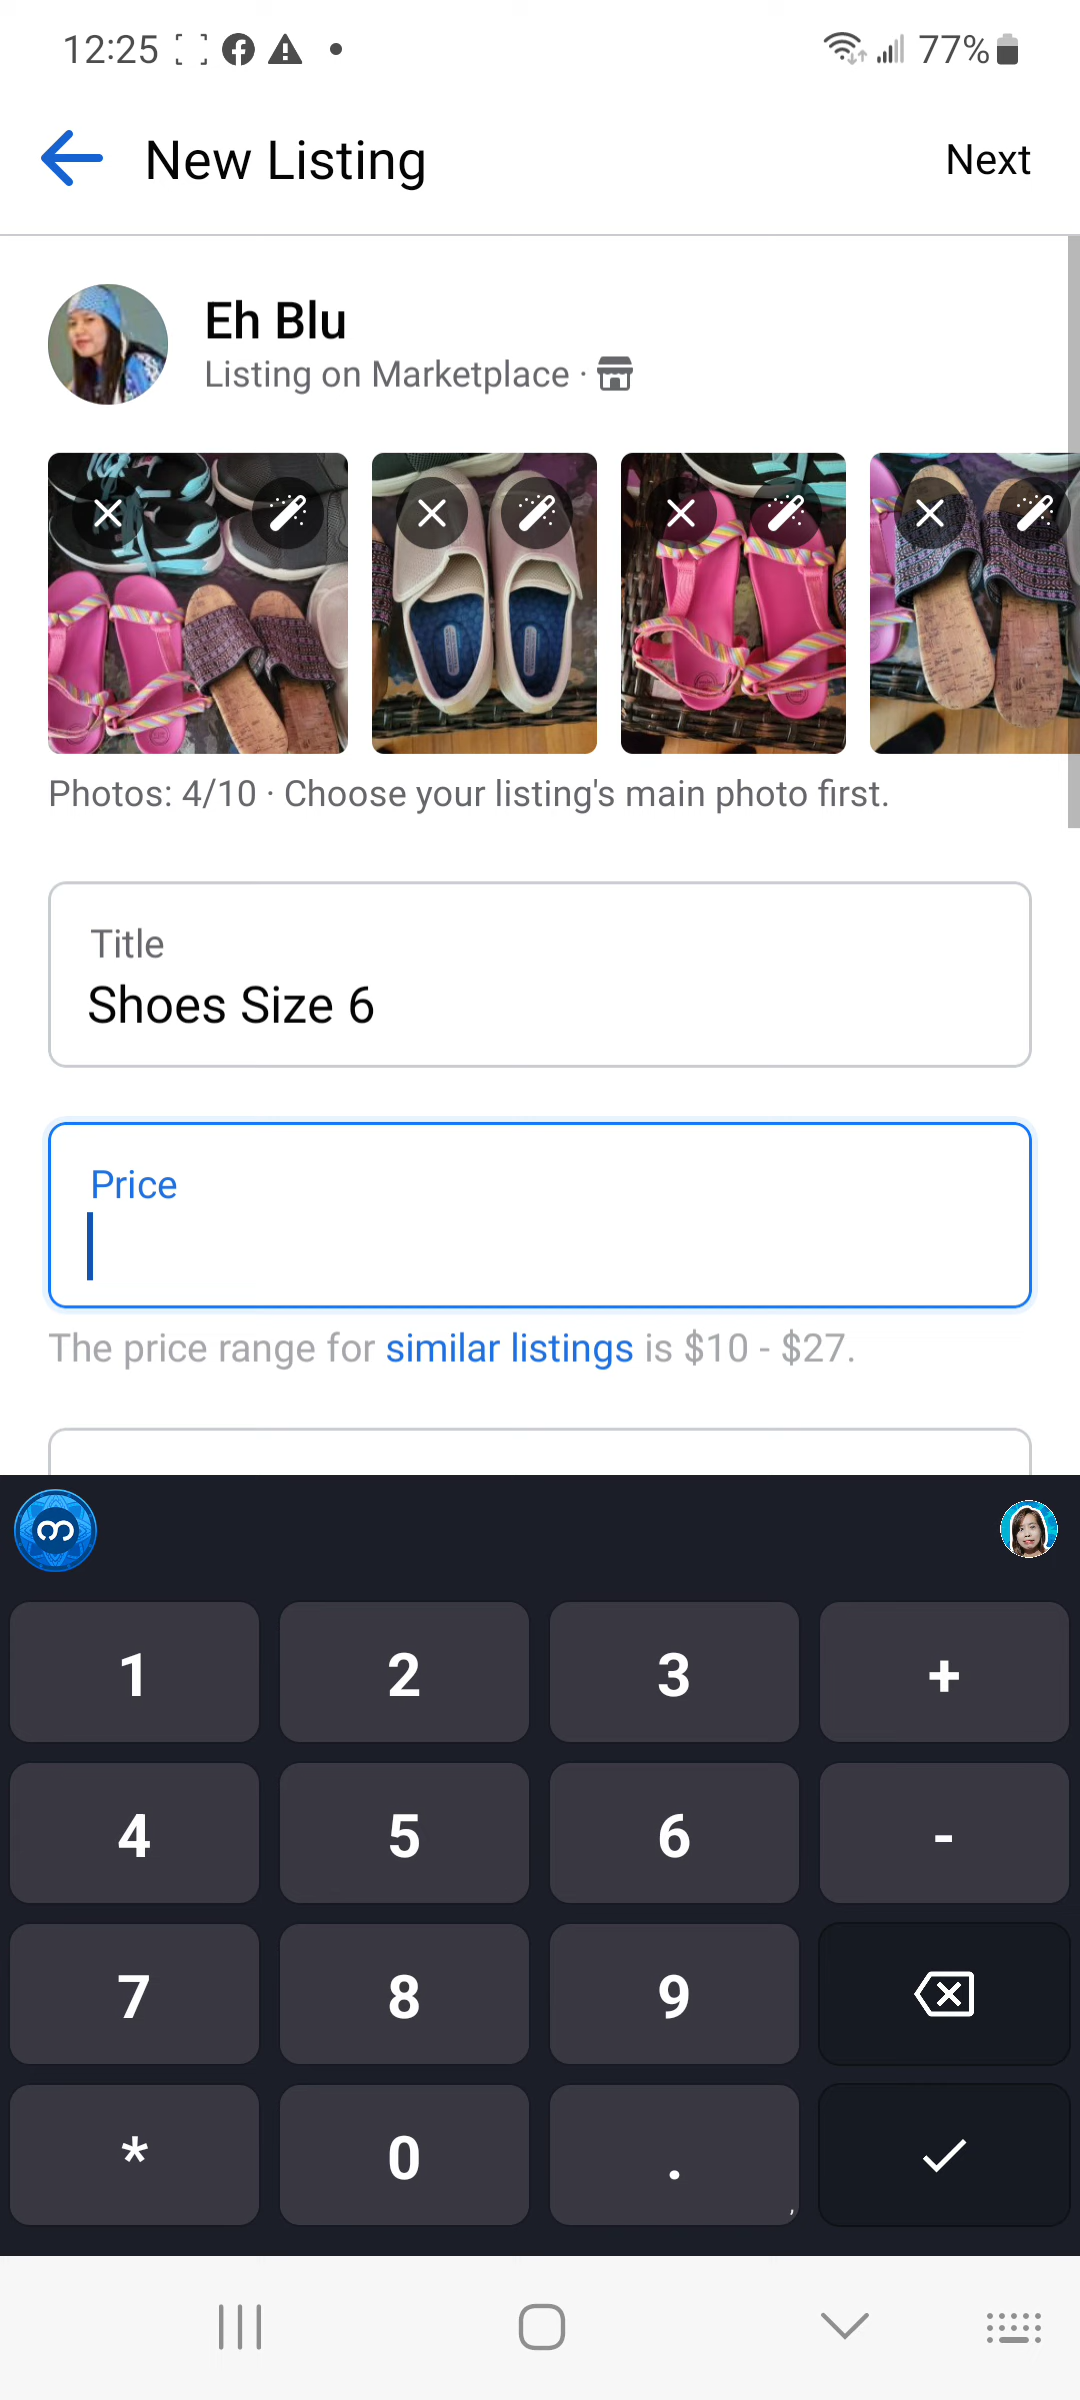 12:25 77%
New Listing Next
Eh Blu
Listing on Marketplace ·
Photos: 4/10 · Choose your listing's main photo first.
Title
Shoes Size 6
Price
The price range for similar listings is $10 - $27.
1 2 3 +
4 5 6 -
7 8 9
* 0 . ,